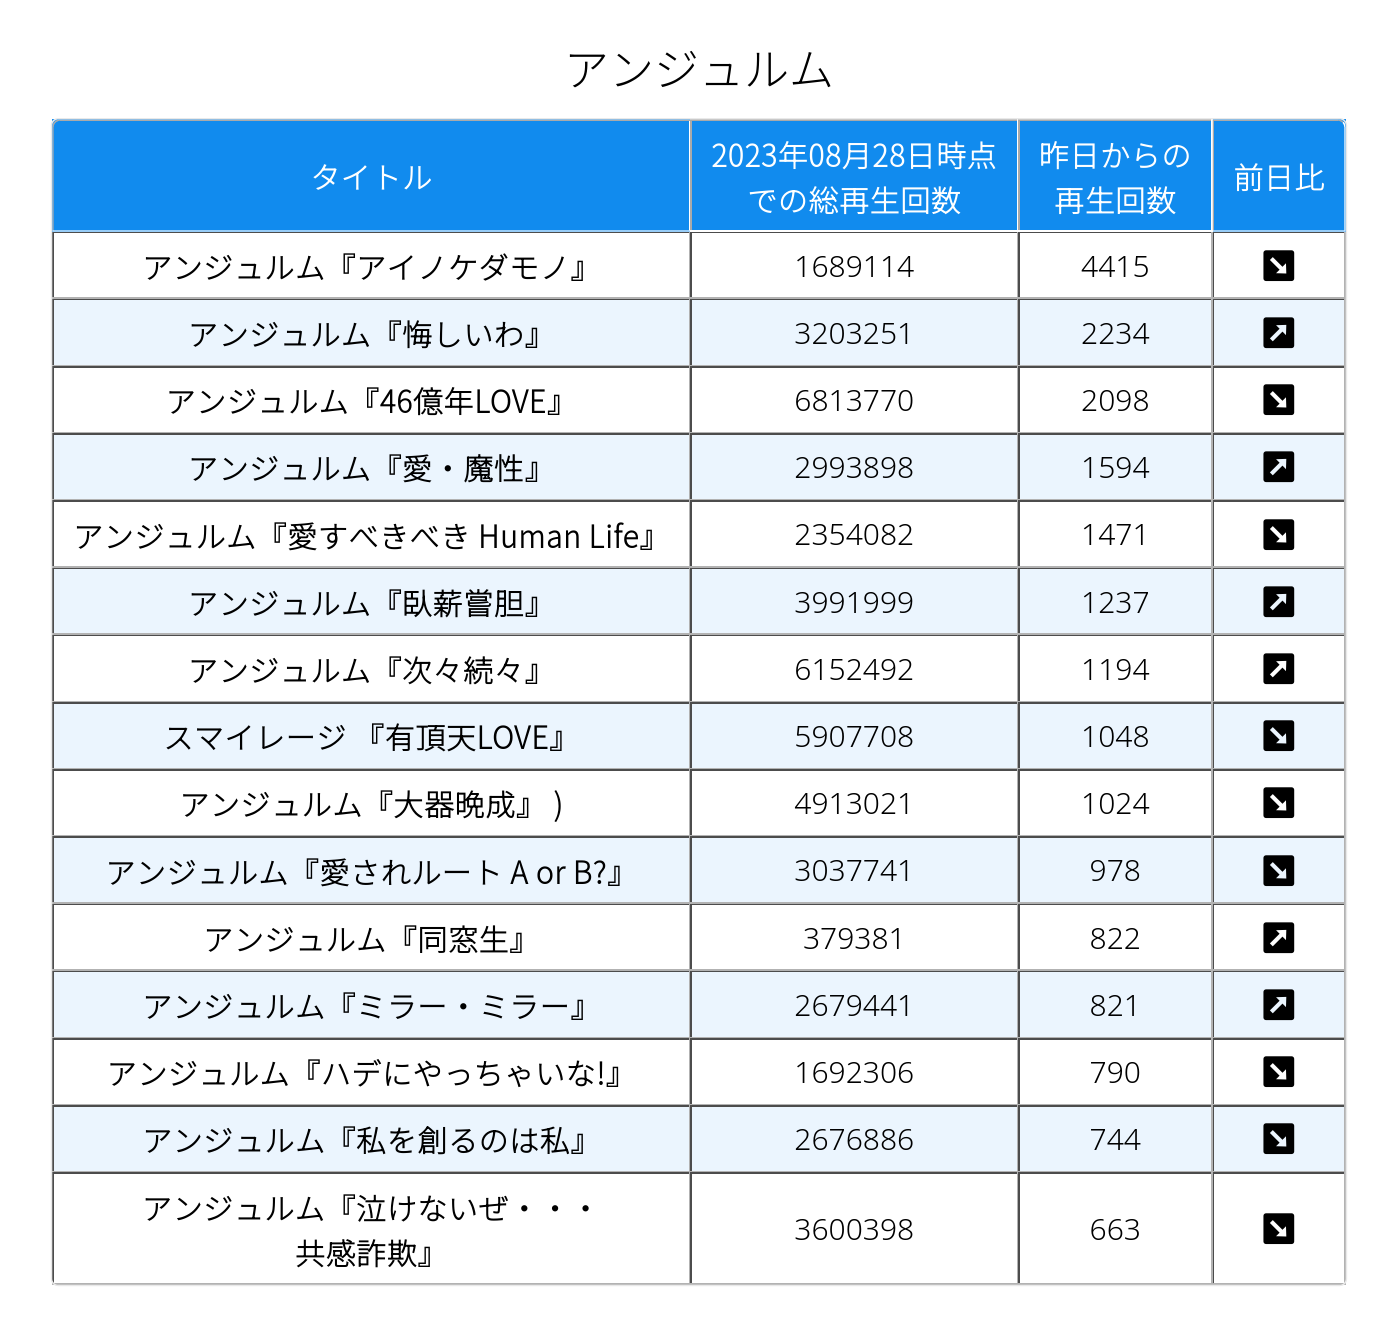 アンジュルム
タイトル
2023年08月28日時点
での総再生回数
昨日からの
再生回数
前日比
アンジュルム『アイノケダモノ』 1689114 4415
アンジュルム『悔しいわ』 3203251 2234
アンジュルム『46億年LOVE』 6813770 2098
アンジュルム『愛・魔性』 2993898 1594
アンジュルム『愛すべきべき Human Life』 2354082 1471
アンジュルム『臥薪嘗胆』 3991999 1237
アンジュルム『次々続々』 6152492 1194
スマイレージ 『有頂天LOVE』 5907708 1048
アンジュルム『大器晩成』 ) 4913021 1024
アンジュルム『愛されルート A or B?』 3037741 978
アンジュルム『同窓生』 379381 822
アンジュルム『ミラー・ミラー』 2679441 821
アンジュルム『ハデにやっちゃいな!』 1692306 790
アンジュルム『私を創るのは私』 2676886 744
アンジュルム『泣けないぜ・・・
共感詐欺』 3600398 663